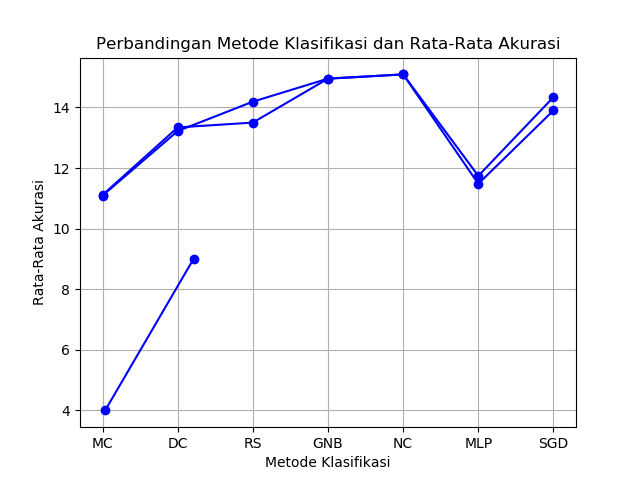 Perbandingan Metode Klasifikasi dan Rata-Rata Akurasi
Rata-Rata Akurasi
14
12
10
8
6
4
MC DC RS GNB NC MLP SGD
Metode Klasifikasi